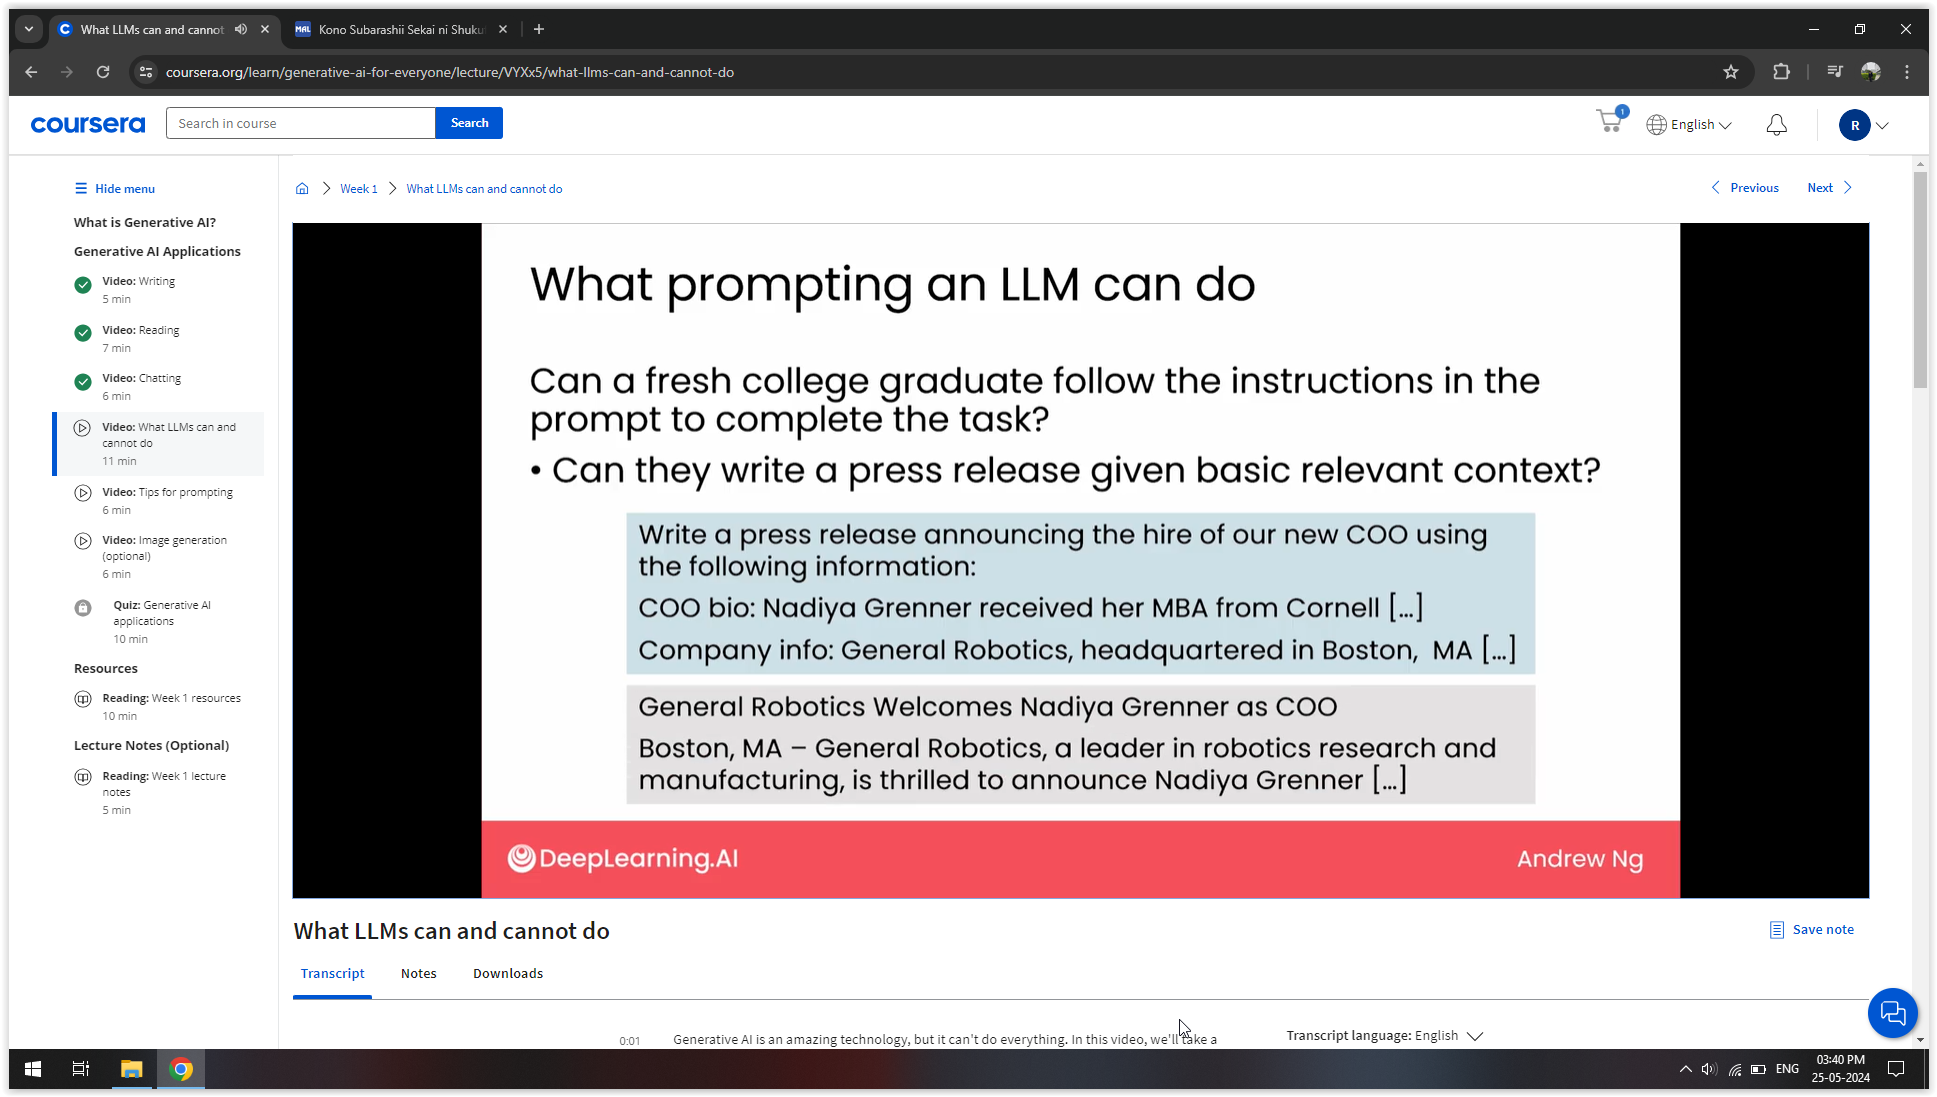 What LLMs can and cannot
Kono Subarashii Sekai ni Shuku
coursera.org/learn/generative-ai-for-everyone/lecture/VYXx5/what-llms-can-and-cannot-do
coursera
Search in course
Search
1
English
R
Hide menu
What is Generative AI?
Generative AI Applications
Video: Writing
5 min
Video: Reading
7 min
Video: Chatting
6 min
Video: What LLMs can and
cannot do
11 min
Video: Tips for prompting
6 min
Video: Image generation
(optional)
6 min
Quiz: Generative AI
applications
10 min
Resources
Reading: Week 1 resources
10 min
Lecture Notes (Optional)
Reading: Week 1 lecture
notes
5 min
Week 1
What LLMs can and cannot do
Previous
Next
What prompting an LLM can do
Can a fresh college graduate follow the instructions in the
prompt to complete the task?
• Can they write a press release given basic relevant context?
Write a press release announcing the hire of our new COO using
the following information:
COO bio: Nadiya Grenner received her MBA from Cornell [...]
Company info: General Robotics, headquartered in Boston, MA [...]
General Robotics Welcomes Nadiya Grenner as COO
Boston, MA – General Robotics, a leader in robotics research and
manufacturing, is thrilled to announce Nadiya Grenner [...]
DeepLearning.AI
Andrew Ng
What LLMs can and cannot do
Save note
Transcript
Notes
Downloads
0:01
Generative AI is an amazing technology, but it can't do everything. In this video, we'll take a
Transcript language: English
ENG
03:40 PM
25-05-2024
MAL